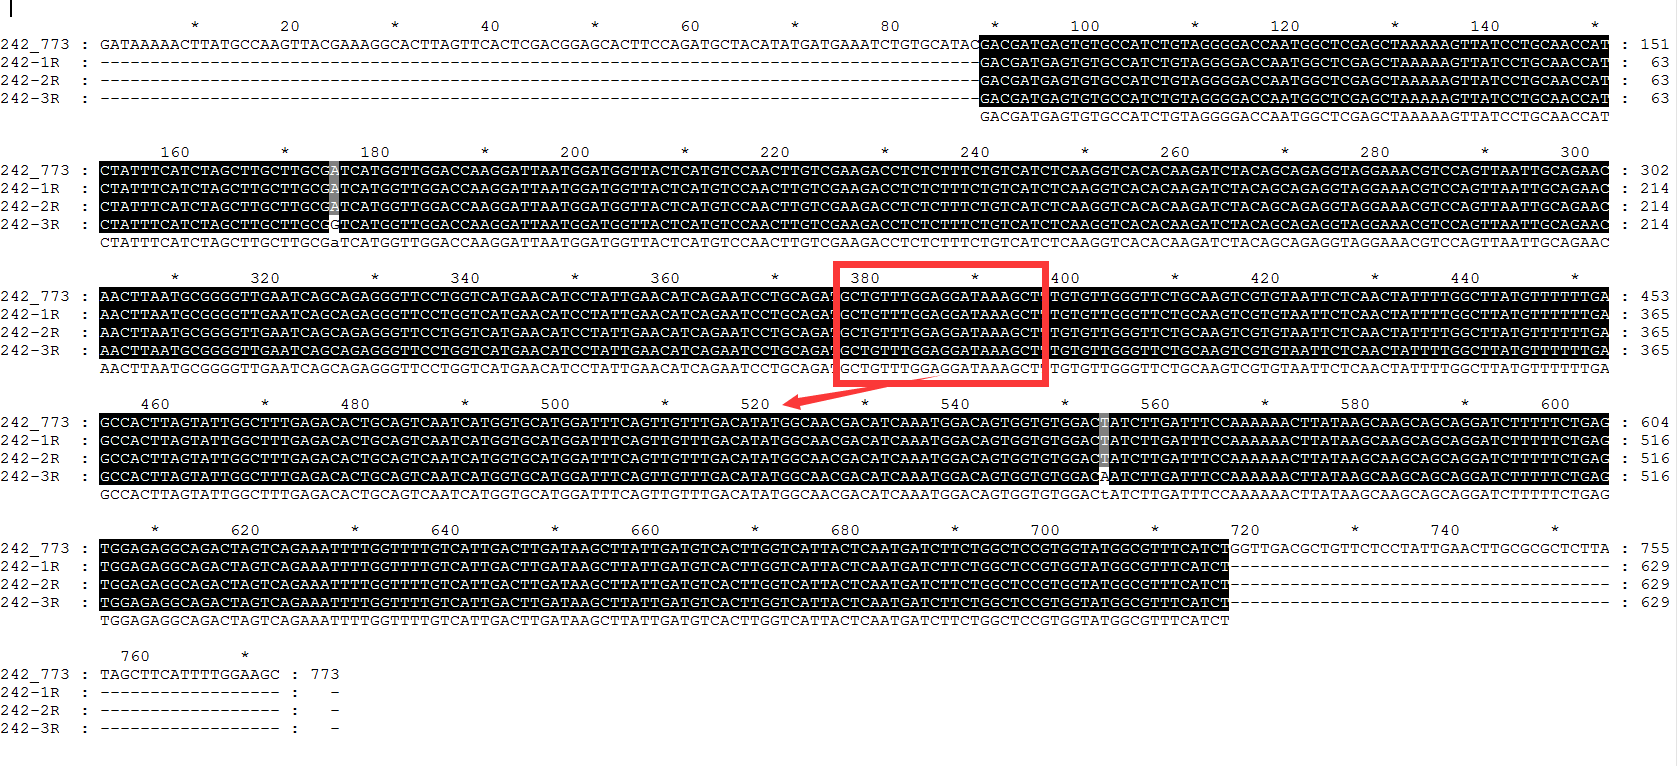 * 20 * 40 * 60 * 80 * 100 * 120 * 140 *
242_773 : GATAAAAACTTATGCCAAGTTACGAAAGGCACTTAGTTCACTCGACGGAGCACTTCCAGATGCTACATATGATGAAATCTGTGCATACGACGATGAGTGTGCCATCTGTAGGGGACCAATGGCTCGAGCTAAAAAGTTATCCTGCAACCAT : 151
242-1R : ----------------------------------------------------------------------------------------GACGATGAGTGTGCCATCTGTAGGGGACCAATGGCTCGAGCTAAAAAGTTATCCTGCAACCAT : 63
242-2R : ----------------------------------------------------------------------------------------GACGATGAGTGTGCCATCTGTAGGGGACCAATGGCTCGAGCTAAAAAGTTATCCTGCAACCAT : 63
242-3R : ----------------------------------------------------------------------------------------GACGATGAGTGTGCCATCTGTAGGGGACCAATGGCTCGAGCTAAAAAGTTATCCTGCAACCAT : 63
GACGATGAGTGTGCCATCTGTAGGGGACCAATGGCTCGAGCTAAAAAGTTATCCTGCAACCAT
160 * 180 * 200 * 220 * 240 * 260 * 280 * 300
242_773 : CTATTTCATCTAGCTTGCTTGCGATCATGGTTGGACCAAGGATTAATGGATGGTTACTCATGTCCAACTTGTCGAAGACCTCTCTTTCTGTCATCTCAAGGTCACACAAGATCTACAGCAGAGGTAGGAAACGTCCAGTTAATTGCAGAAC : 302
242-1R : CTATTTCATCTAGCTTGCTTGCGATCATGGTTGGACCAAGGATTAATGGATGGTTACTCATGTCCAACTTGTCGAAGACCTCTCTTTCTGTCATCTCAAGGTCACACAAGATCTACAGCAGAGGTAGGAAACGTCCAGTTAATTGCAGAAC : 214
242-2R : CTATTTCATCTAGCTTGCTTGCGATCATGGTTGGACCAAGGATTAATGGATGGTTACTCATGTCCAACTTGTCGAAGACCTCTCTTTCTGTCATCTCAAGGTCACACAAGATCTACAGCAGAGGTAGGAAACGTCCAGTTAATTGCAGAAC : 214
242-3R : CTATTTCATCTAGCTTGCTTGCGGTCATGGTTGGACCAAGGATTAATGGATGGTTACTCATGTCCAACTTGTCGAAGACCTCTCTTTCTGTCATCTCAAGGTCACACAAGATCTACAGCAGAGGTAGGAAACGTCCAGTTAATTGCAGAAC : 214
CTATTTCATCTAGCTTGCTTGCGaTCATGGTTGGACCAAGGATTAATGGATGGTTACTCATGTCCAACTTGTCGAAGACCTCTCTTTCTGTCATCTCAAGGTCACACAAGATCTACAGCAGAGGTAGGAAACGTCCAGTTAATTGCAGAAC
* 320 * 340 * 360 * 380 * 400 * 420 * 440 *
242_773 : AACTTAATGCGGGGTTGAATCAGCAGAGGGTTCCTGGTCATGAACATCCTATTGAACATCAGAATCCTGCAGATGCTGTTTGGAGGATAAAGCTTTGTGTTGGGTTCTGCAAGTCGTGTAATTCTCAACTATTTTGGCTTATGTTTTTTGA : 453
242-1R : AACTTAATGCGGGGTTGAATCAGCAGAGGGTTCCTGGTCATGAACATCCTATTGAACATCAGAATCCTGCAGATGCTGTTTGGAGGATAAAGCTTTGTGTTGGGTTCTGCAAGTCGTGTAATTCTCAACTATTTTGGCTTATGTTTTTTGA : 365
242-2R : AACTTAATGCGGGGTTGAATCAGCAGAGGGTTCCTGGTCATGAACATCCTATTGAACATCAGAATCCTGCAGATGCTGTTTGGAGGATAAAGCTTTGTGTTGGGTTCTGCAAGTCGTGTAATTCTCAACTATTTTGGCTTATGTTTTTTGA : 365
242-3R : AACTTAATGCGGGGTTGAATCAGCAGAGGGTTCCTGGTCATGAACATCCTATTGAACATCAGAATCCTGCAGATGCTGTTTGGAGGATAAAGCTTTGTGTTGGGTTCTGCAAGTCGTGTAATTCTCAACTATTTTGGCTTATGTTTTTTGA : 365
AACTTAATGCGGGGTTGAATCAGCAGAGGGTTCCTGGTCATGAACATCCTATTGAACATCAGAATCCTGCAGATGCTGTTTGGAGGATAAAGCTTTGTGTTGGGTTCTGCAAGTCGTGTAATTCTCAACTATTTTGGCTTATGTTTTTTGA
460 * 480 * 500 * 520 * 540 * 560 * 580 * 600
242_773 : GCCACTTAGTATTGGCTTTGAGACACTGCAGTCAATCATGGTGCATGGATTTCAGTTGTTTGACATATGGCAACGACATCAAATGGACAGTGGTGTGGACTATCTTGATTTCCAAAAAACTTATAAGCAAGCAGCAGGATCTTTTTCTGAG : 604
242-1R : GCCACTTAGTATTGGCTTTGAGACACTGCAGTCAATCATGGTGCATGGATTTCAGTTGTTTGACATATGGCAACGACATCAAATGGACAGTGGTGTGGACTATCTTGATTTCCAAAAAACTTATAAGCAAGCAGCAGGATCTTTTTCTGAG : 516
242-2R : GCCACTTAGTATTGGCTTTGAGACACTGCAGTCAATCATGGTGCATGGATTTCAGTTGTTTGACATATGGCAACGACATCAAATGGACAGTGGTGTGGACTATCTTGATTTCCAAAAAACTTATAAGCAAGCAGCAGGATCTTTTTCTGAG : 516
242-3R : GCCACTTAGTATTGGCTTTGAGACACTGCAGTCAATCATGGTGCATGGATTTCAGTTGTTTGACATATGGCAACGACATCAAATGGACAGTGGTGTGGACAATCTTGATTTCCAAAAAACTTATAAGCAAGCAGCAGGATCTTTTTCTGAG : 516
GCCACTTAGTATTGGCTTTGAGACACTGCAGTCAATCATGGTGCATGGATTTCAGTTGTTTGACATATGGCAACGACATCAAATGGACAGTGGTGTGGACtATCTTGATTTCCAAAAAACTTATAAGCAAGCAGCAGGATCTTTTTCTGAG
* 620 * 640 * 660 * 680 * 700 * 720 * 740 *
242_773 : TGGAGAGGCAGACTAGTCAGAAATTTTGGTTTTGTCATTGACTTGATAAGCTTATTGATGTCACTTGGTCATTACTCAATGATCTTCTGGCTCCGTGGTATGGCGTTTCATCTGGTTGACGCTGTTCTCCTATTGAACTTGCGCGCTCTTA : 755
242-1R : TGGAGAGGCAGACTAGTCAGAAATTTTGGTTTTGTCATTGACTTGATAAGCTTATTGATGTCACTTGGTCATTACTCAATGATCTTCTGGCTCCGTGGTATGGCGTTTCATCT-------------------------------------- : 629
242-2R : TGGAGAGGCAGACTAGTCAGAAATTTTGGTTTTGTCATTGACTTGATAAGCTTATTGATGTCACTTGGTCATTACTCAATGATCTTCTGGCTCCGTGGTATGGCGTTTCATCT-------------------------------------- : 629
242-3R : TGGAGAGGCAGACTAGTCAGAAATTTTGGTTTTGTCATTGACTTGATAAGCTTATTGATGTCACTTGGTCATTACTCAATGATCTTCTGGCTCCGTGGTATGGCGTTTCATCT-------------------------------------- : 629
TGGAGAGGCAGACTAGTCAGAAATTTTGGTTTTGTCATTGACTTGATAAGCTTATTGATGTCACTTGGTCATTACTCAATGATCTTCTGGCTCCGTGGTATGGCGTTTCATCT
760 *
242_773 : TAGCTTCATTTTGGAAGC : 773
242-1R : ------------------ : -
242-2R : ------------------ : -
242-3R : ------------------ : -